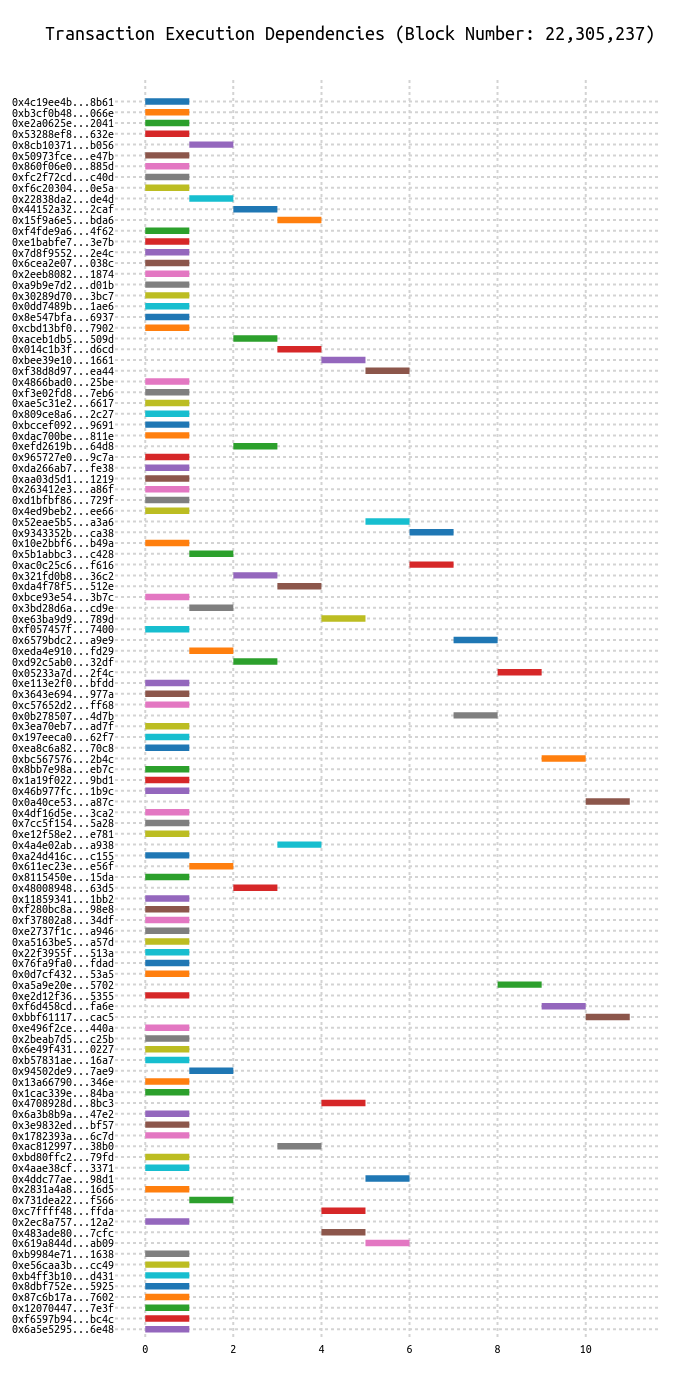 Transaction Execution Dependencies (Block Number: 22,305,237)
0x4c19ee4b...8b61
0xb3cf0b48...066e
0xe2a0625e...2041
0x53288ef8...632e
0x8cb10371...b056
0x50973fce...e47b
0x860f06e0...885d
0xfc2f72cd...c40d
0xf6c20304...0e5a
0x22838da2...de4d
0x44152a32...2caf
0x15f9a6e5...bda6
0xf4fde9a6...4f62
0xe1babfe7...3e7b
0x7d8f9552...2e4c
0x6cea2e07...038c
0x2eeb8082...1874
0xa9b9e7d2...d01b
0x30289d70...3bc7
0x0dd7489b...1ae6
0x8e547bfa...6937
0xcbd13bf0...7902
0xaceb1db5...509d
0x014c1b3f...d6cd
0xbee39e10...1661
0xf38d8d97...ea44
0x4866bad0...25be
0xf3e02fd8...7eb6
0xae5c31e2...6617
0x809ce8a6...2c27
0xbccef092...9691
0xdac700be...811e
0xefd2619b...64d8
0x965727e0...9c7a
0xda266ab7...fe38
0xaa03d5d1...1219
0x263412e3...a86f
0xd1bfbf86...729f
0x4ed9beb2...ee66
0x52eae5b5...a3a6
0x9343352b...ca38
0x10e2bbf6...b49a
0x5b1abbc3...c428
0xac0c25c6...f616
0x321fd0b8...36c2
0xda4f78f5...512e
0xbce93e54...3b7c
0x3bd28d6a...cd9e
0xe63ba9d9...789d
0xf057457f...7400
0x6579bdc2...a9e9
0xeda4e910...fd29
0xd92c5ab0...32df
0x05233a7d...2f4c
0xe113e2f0...bfdd
0x3643e694...977a
0xc57652d2...ff68
0x0b278507...4d7b
0x3ea70eb7...ad7f
0x197eeca0...62f7
0xea8c6a82...70c8
0xbc567576...2b4c
0x8bb7e98a...eb7c
0x1a19f022...9bd1
0x46b977fc...1b9c
0x0a40ce53...a87c
0x4df16d5e...3ca2
0x7cc5f154...5a28
0xe12f58e2...e781
0x4a4e02ab...a938
0xa24d416c...c155
0x611ec23e...e56f
0x8115450e...15da
0x48008948...63d5
0x11859341...1bb2
0xf280bc8a...98e8
0xf37802a8...34df
0xe2737f1c...a946
0xa5163be5...a57d
0x22f3955f...513a
0x76fa9fa0...fdad
0x0d7cf432...53a5
0xa5a9e20e...5702
0xe2d12f36...5355
0xf6d458cd...fa6e
0xbbf61117...cac5
0xe496f2ce...440a
0x2beab7d5...c25b
0x6e49f431...0227
0xb57831ae...16a7
0x94502de9...7ae9
0x13a66790...346e
0x1cac339e...84ba
0x4708928d...8bc3
0x6a3b8b9a...47e2
0x3e9832ed...bf57
0x1782393a...6c7d
0xac812997...38b0
0xbd80ffc2...79fd
0x4aae38cf...3371
0x4ddc77ae...98d1
0x2831a4a8...16d5
0x731dea22...f566
0xc7ffff48...ffda
0x2ec8a757...12a2
0x483ade80...7cfc
0x619a844d...ab09
0xb9984e71...1638
0xe56caa3b...cc49
0xb4ff3b10...d431
0x8dbf752e...5925
0x87c6b17a...7602
0x12070447...7e3f
0xf6597b94...bc4c
0x6a5e5295...6e48
0 2 4 6 8 10